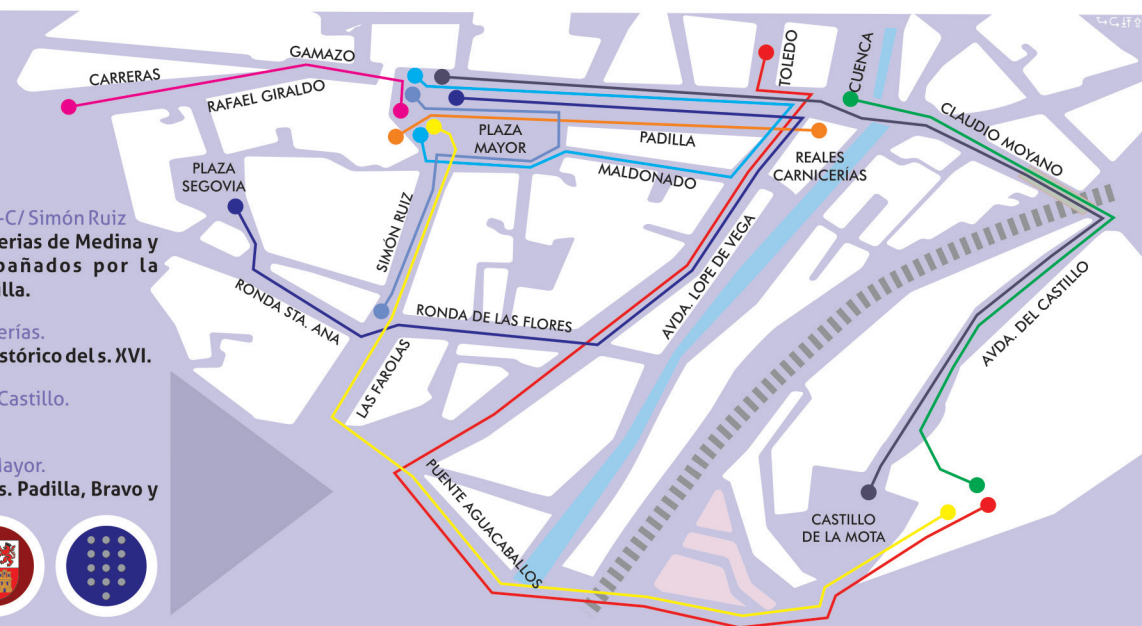 GAMAZO
CARRERAS
RAFAEL GIRALDO
TOLEDO
CUENCA
CLAUDIO MOYANO
PLAZA
MAYOR
PADILLA
REALES
CARNICERÍAS
MALDONADO
PLAZA
SEGOVIA
SIMÓN RUIZ
RONDA STA. ANA
RONDA DE LAS FLORES
AVDA. LOPE DE VEGA
AVDA. DEL CASTILLO
LAS FAROLAS
PUENTE AGUACABALLOS
CASTILLO
DE LA MOTA
-C/ Simón Ruiz
erias de Medina y
pañados por la
illa.
erías.
stórico del s. XVI.
Castillo.
Mayor.
s. Padilla, Bravo y